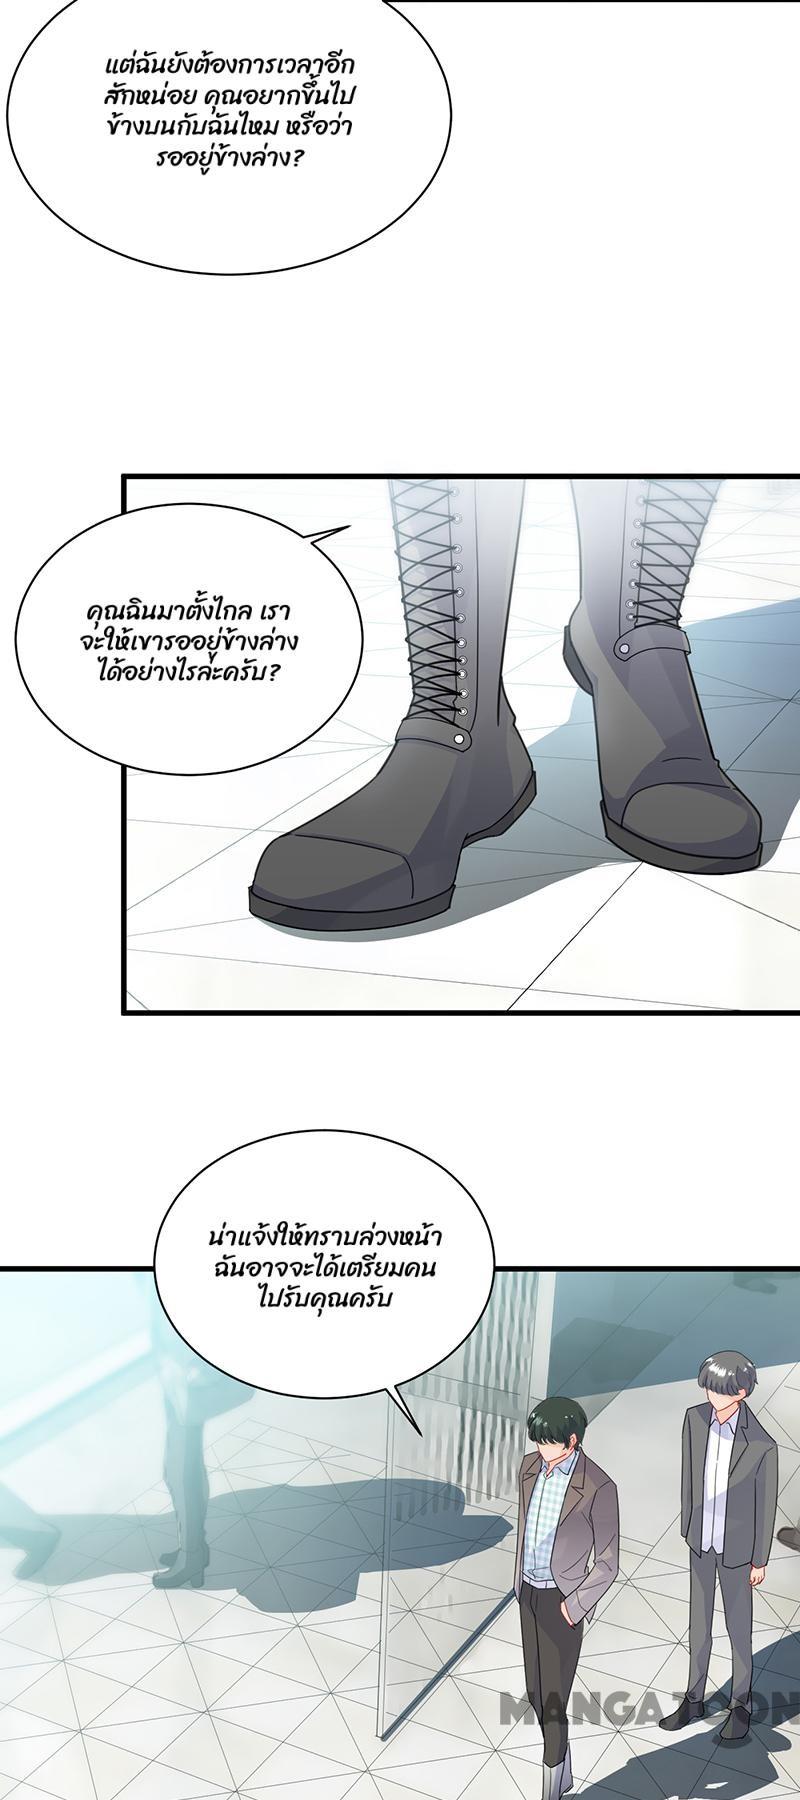 แต่ฉันยังต้องการเวลาอีก
สักหน่อย คุณอยากขึ้นไป
ข้างบนกับฉันไหม หรือว่า
รออยู่ข้างล่าง?
คุณฉินมาตั้งไกล เรา
จะให้เขารออยู่ข้างล่าง
ได้อย่างไรล่ะครับ?
น่าแจ้งให้ทราบล่วงหน้า
ฉันอาจจะได้เตรียมคน
ไปรับคุณครับ
MANGATOON